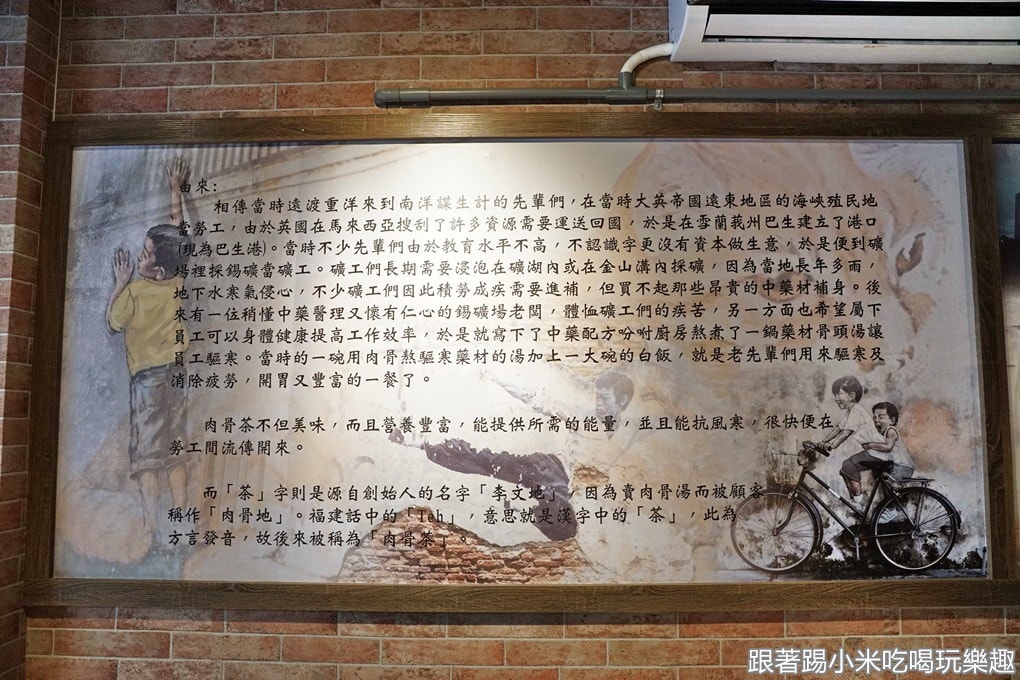 由來:
相傳當時遠渡重洋來到南洋謀生計的先輩們，在當時大英帝國遠東地區的海峽殖民地
當勞工，由於英國在馬來西亞搜刮了許多資源需要運送回國，於是在雪蘭莪州巴生建立了港口
(現為巴生港)。當時不少先輩們由於教育水平不高，不認識字更沒有資本做生意，於是便到礦
場裡採錫礦當礦工。礦工們長期需要浸泡在礦湖內或在金山溝內採礦，因為當地長年多雨，
地下水寒氣侵心，不少礦工們因此積勞成疾需要進補，但買不起那些昂貴的中藥材補身。後
來有一位稍懂中藥醫理又懷有仁心的錫礦場老闆，體恤礦工們的疾苦，另一方面也希望屬下
員工可以身體健康提高工作效率，於是就寫下了中藥配方吩咐廚房熬煮了一鍋藥材骨頭湯讓
員工驅寒。當時的一碗用肉骨熬驅寒藥材的湯加上一大碗的白飯，就是老先輩們用來驅寒及
消除疲勞，開胃又豐富的一餐了。
肉骨茶不但美味，而且營養豐富，能提供所需的能量，並且能抗風寒，很快便在
勞工間流傳開來。
而「茶」字則是源自創始人的名字「李文地」，因為賣肉骨湯而被顧客
稱作「肉骨地」。福建話中的「Teh」，意思就是漢字中的「茶」，此為
方言發音，故後來被稱為「肉骨茶」。
跟著踢小米吃喝玩樂趣